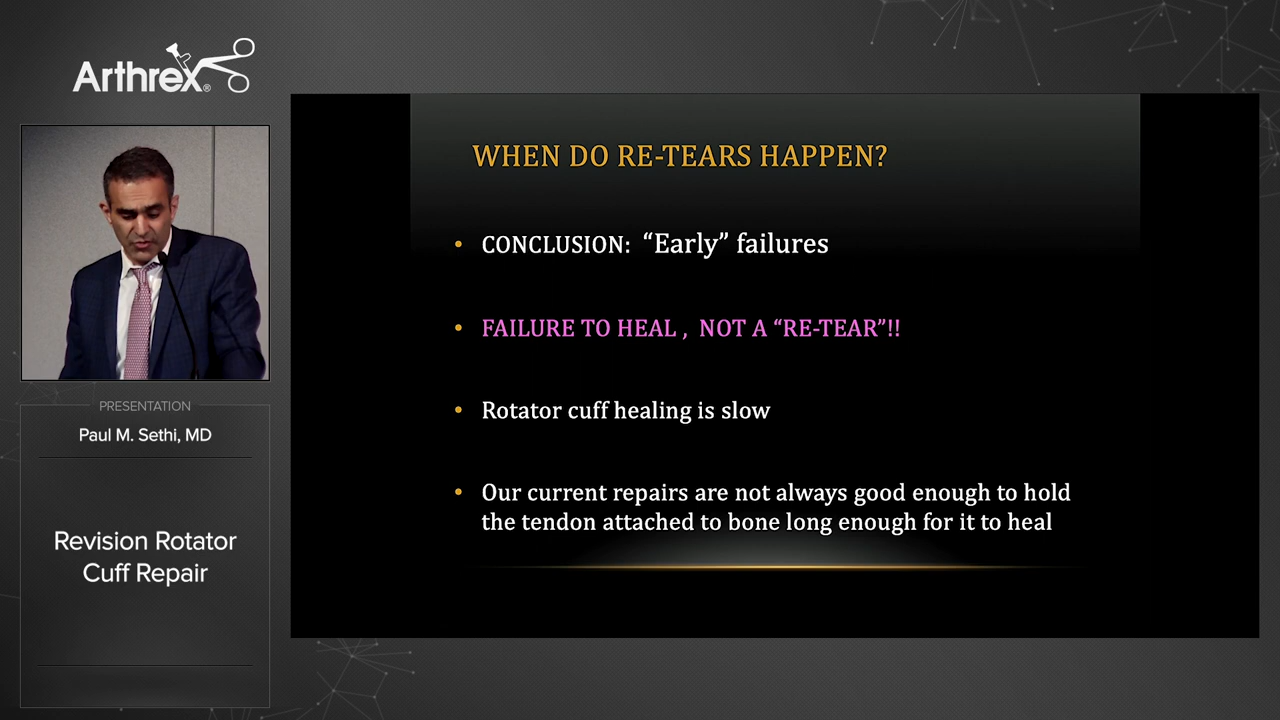 Arthrex®
PRESENTATION
Paul M. Sethi, MD
Revision Rotator
Cuff Repair
WHEN DO RE-TEARS HAPPEN?
• CONCLUSION: “Early” failures
• FAILURE TO HEAL , NOT A “RE-TEAR”!!
• Rotator cuff healing is slow
• Our current repairs are not always good enough to hold
the tendon attached to bone long enough for it to heal